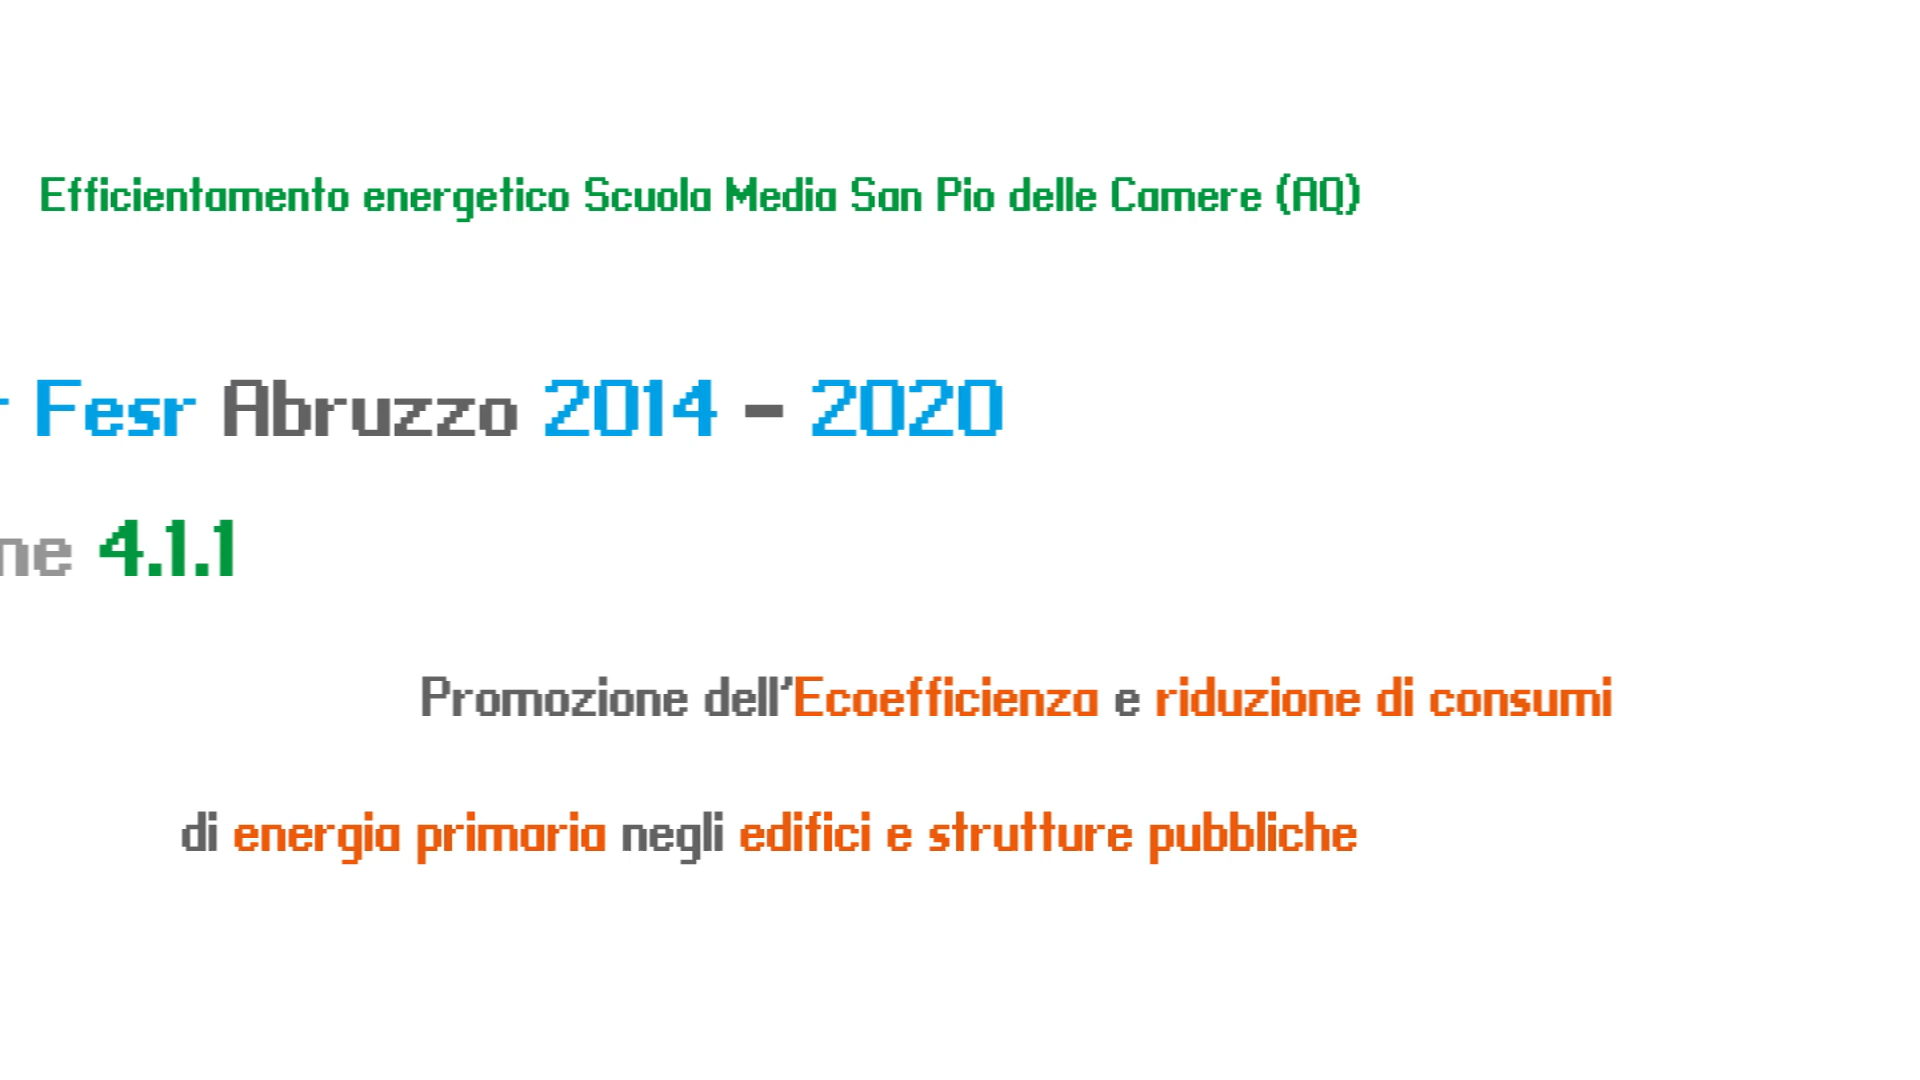 Efficientamento energetico Scuola Media San Pio delle Camere (AQ)
Fesr Abruzzo 2014 - 2020
4.1.1
Promozione dell'Ecoefficienza e riduzione di consumi
di energia primaria negli edifici e strutture pubbliche